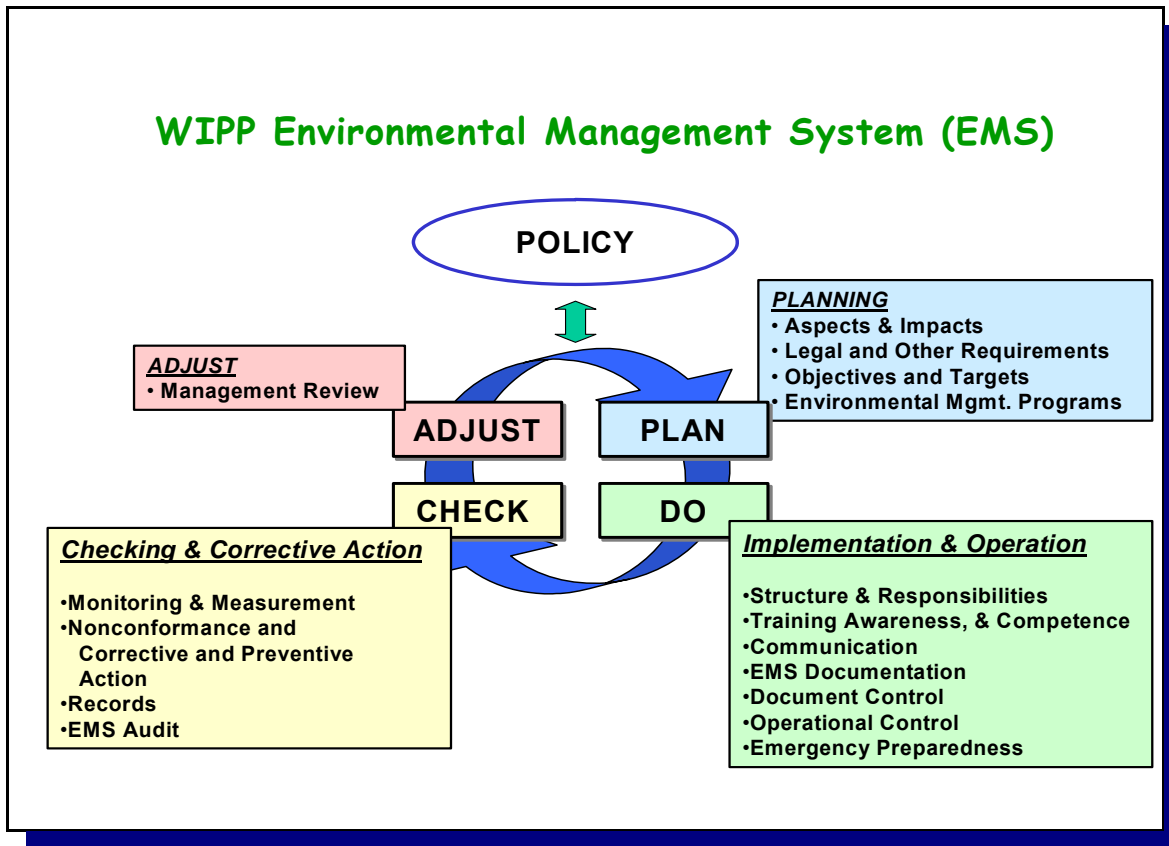 WIPP Environmental Management System (EMS)
POLICY
PLANNING
• Aspects & Impacts
• Legal and Other Requirements
• Objectives and Targets
• Environmental Mgmt. Programs
ADJUST
• Management Review
ADJUST
PLAN
CHECK
DO
Checking & Corrective Action
•Monitoring & Measurement
•Nonconformance and
Corrective and Preventive
Action
•Records
•EMS Audit
Implementation & Operation
•Structure & Responsibilities
•Training Awareness, & Competence
•Communication
•EMS Documentation
•Document Control
•Operational Control
•Emergency Preparedness